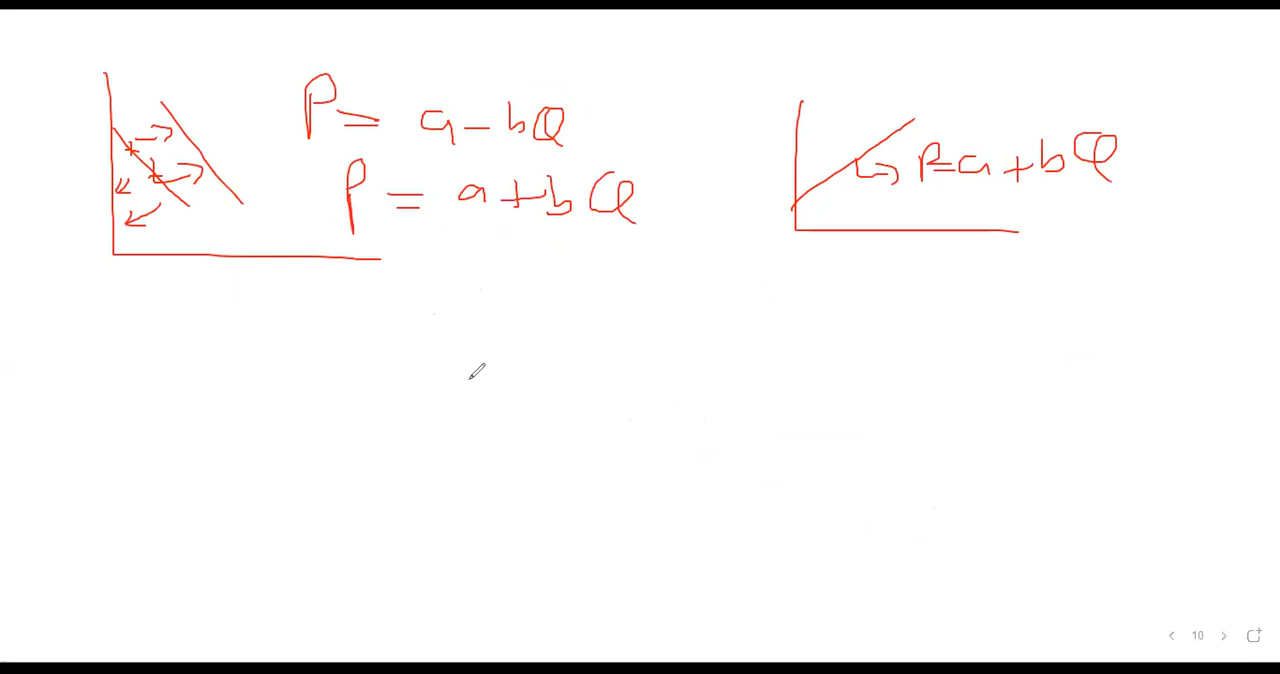 P = a - bQ
P = a + bQ
P = a + bQ
10